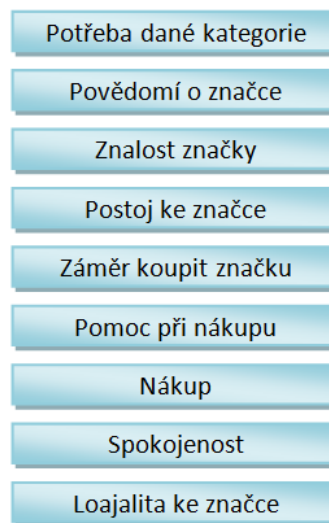 Potřeba dané kategorie
Povědomí o značce
Znalost značky
Postoj ke značce
Záměr koupit značku
Pomoc při nákupu
Nákup
Spokojenost
Loajalita ke značce